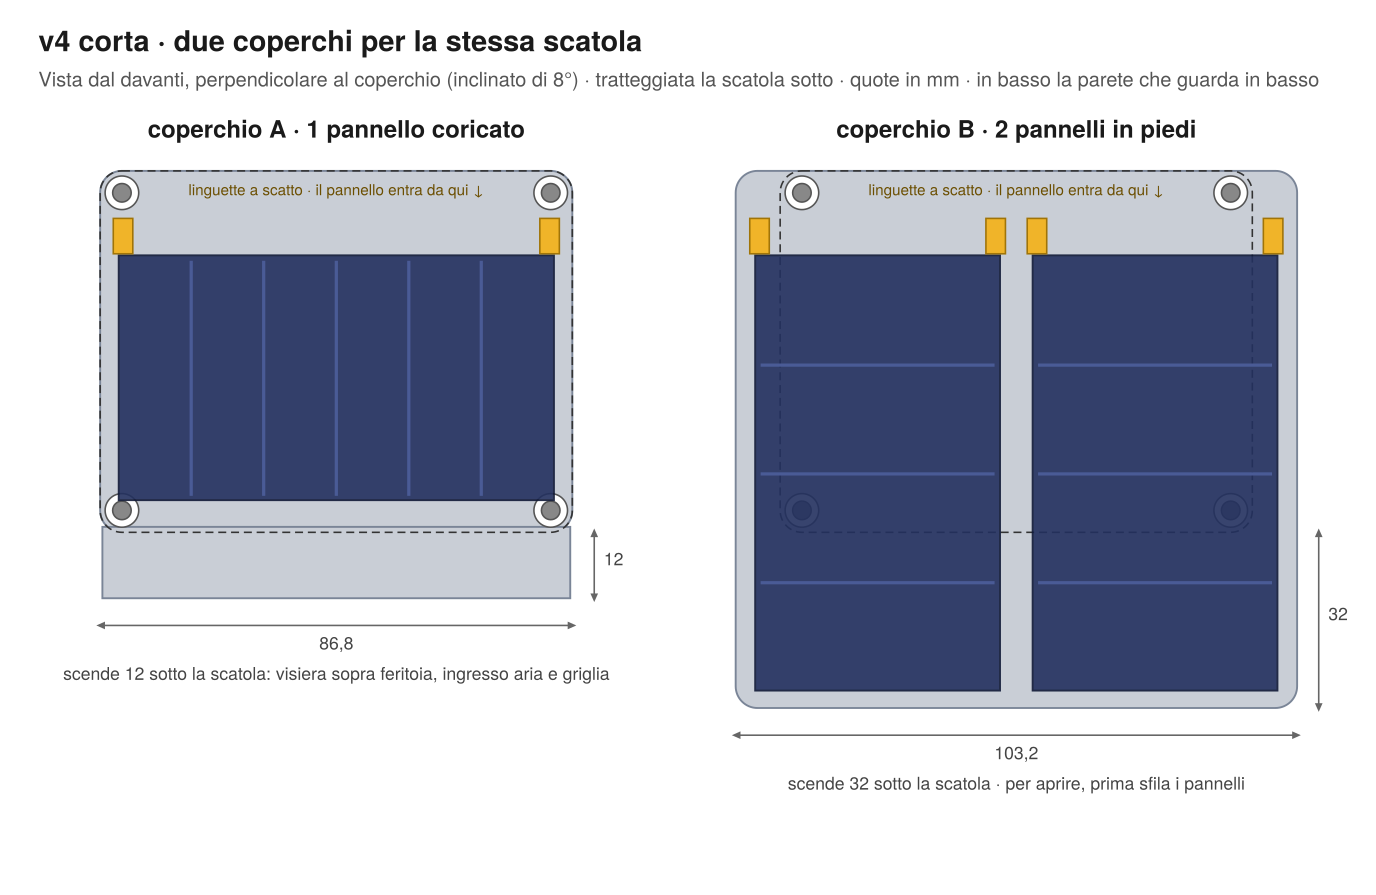 v4 corta · due coperchi per la stessa scatola
Vista dal davanti, perpendicolare al coperchio (inclinato di 8°) · tratteggiata la scatola sotto · quote in mm · in basso la parete che guarda in basso
coperchio A · 1 pannello coricato
linguette a scatto · il pannello entra da qui ↓
12
86,8
scende 12 sotto la scatola: visiera sopra feritoia, ingresso aria e griglia
coperchio B · 2 pannelli in piedi
linguette a scatto · il pannello entra da qui ↓
32
103,2
scende 32 sotto la scatola · per aprire, prima sfila i pannelli